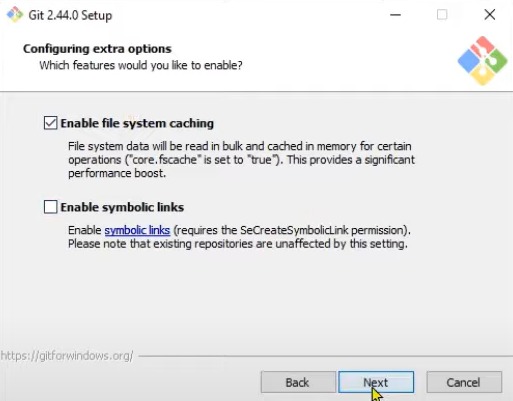 Git 2.44.0 Setup
Configuring extra options
Which features would you like to enable?
Enable file system caching
File system data will be read in bulk and cached in memory for certain
operations ("core.fscache" is set to "true"). This provides a significant
performance boost.
Enable symbolic links
Enable symbolic links (requires the SeCreateSymbolicLink permission).
Please note that existing repositories are unaffected by this setting.
https://gitforwindows.org/
Back
Next
Cancel